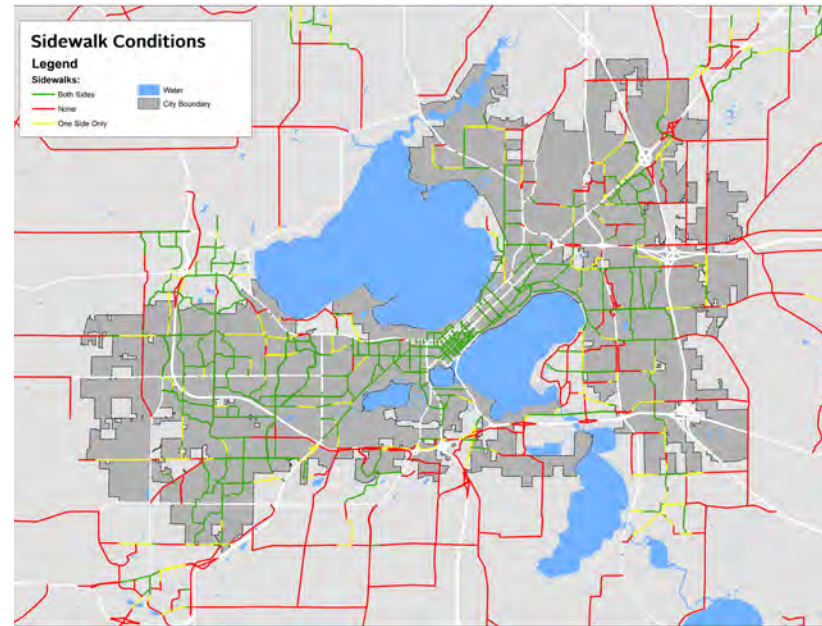 Sidewalk Conditions
Legend
Sidewalks:
Both Sides
None
One Side Only
Water
City Boundary